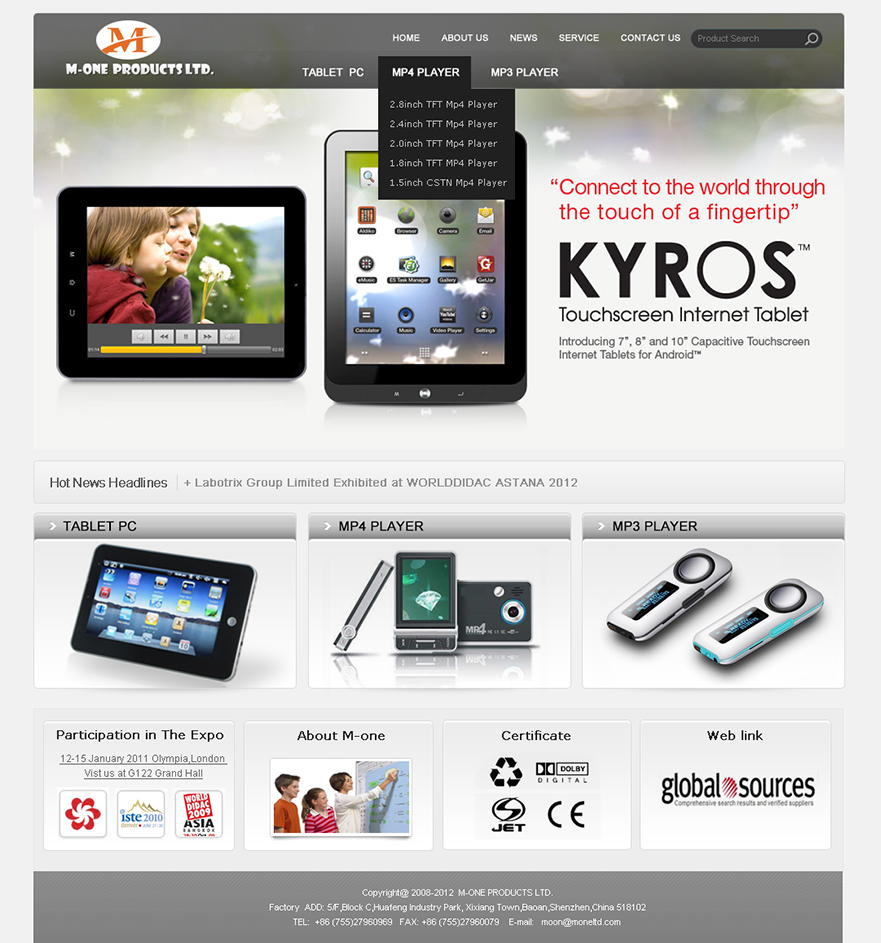 M
M-ONE PRODUCTS LTD.
HOME ABOUT US NEWS SERVICE CONTACT US Product Search
TABLET PC MP4 PLAYER MP3 PLAYER
2.8inch TFT Mp4 Player
2.4inch TFT Mp4 Player
2.0inch TFT Mp4 Player
1.8inch TFT MP4 Player
1.5inch CSTN Mp4 Player
“Connect to the world through
the touch of a fingertip”
KYROS™
Touchscreen Internet Tablet
Introducing 7”, 8” and 10” Capacitive Touchscreen
Internet Tablets for Android™
Aldiko Browser Camera Email
eMusic ES Task Manager Gallery GetJar
Calculator Music Video Player Settings
01:14 02:03
Hot News Headlines + Labotrix Group Limited Exhibited at WORLDDIDAC ASTANA 2012
TABLET PC MP4 PLAYER MP3 PLAYER
MP4
Participation in The Expo
12-15 January 2011 Olympia,London
Vist us at G122 Grand Hall
iste 2010
denver
WORLD
DIDAC
2009
ASIA
BANGKOK
About M-one
Certificate
DOLBY
DIGITAL
JET
CE
Web link
global sources
Comprehensive search results and verified suppliers
Copyright@ 2008-2012 M-ONE PRODUCTS LTD.
Factory ADD: 5/F,Block C,Huafeng Industry Park, Xixiang Town,Baoan,Shenzhen,China 518102
TEL: +86 (755)27960969 FAX: +86 (755)27960079 E-mail: moon@moneltd.com